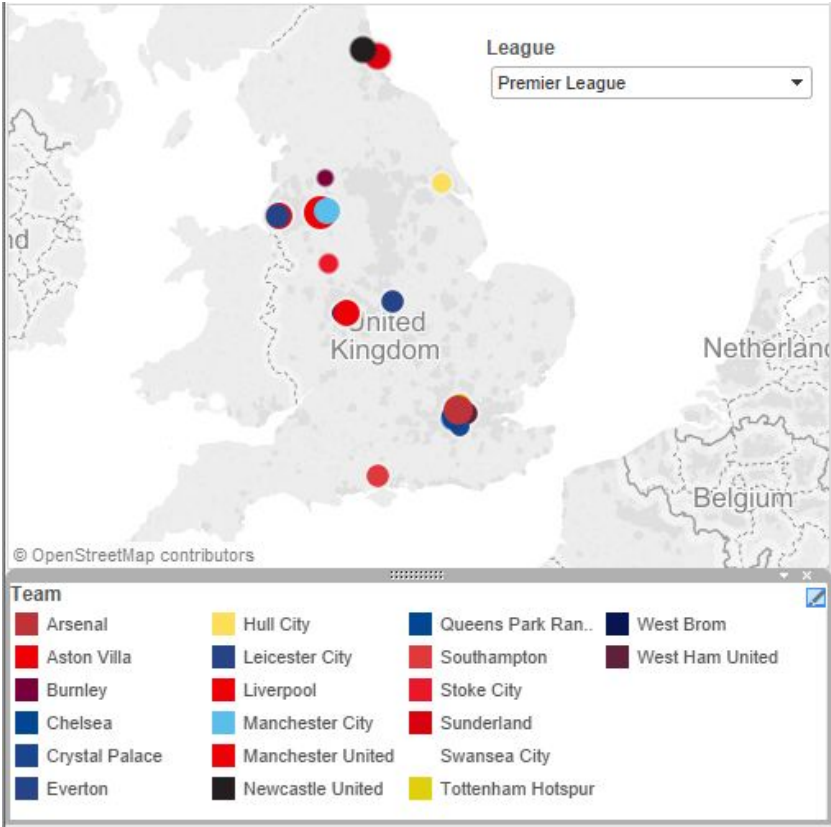 League
Premier League
nd
United
Kingdom
Netherland
Belgium
© OpenStreetMap contributors
Team
Arsenal
Aston Villa
Burnley
Chelsea
Crystal Palace
Everton
Hull City
Leicester City
Liverpool
Manchester City
Manchester United
Newcastle United
Queens Park Ran..
Southampton
Stoke City
Sunderland
Swansea City
Tottenham Hotspur
West Brom
West Ham United